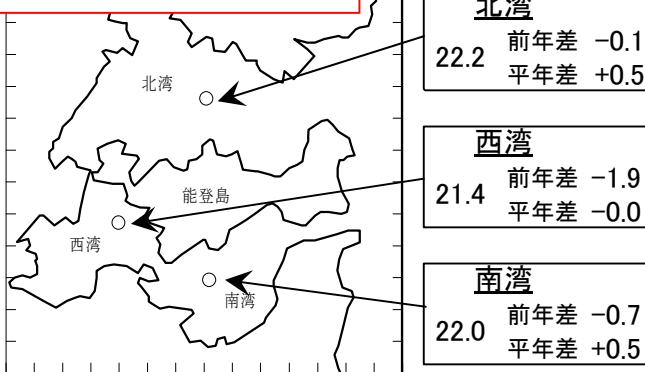 北湾
22.2
前年差 -0.1
平年差 +0.5
北湾
西湾
21.4
前年差 -1.9
平年差 -0.0
能登島
西湾
南湾
22.0
前年差 -0.7
平年差 +0.5
南湾